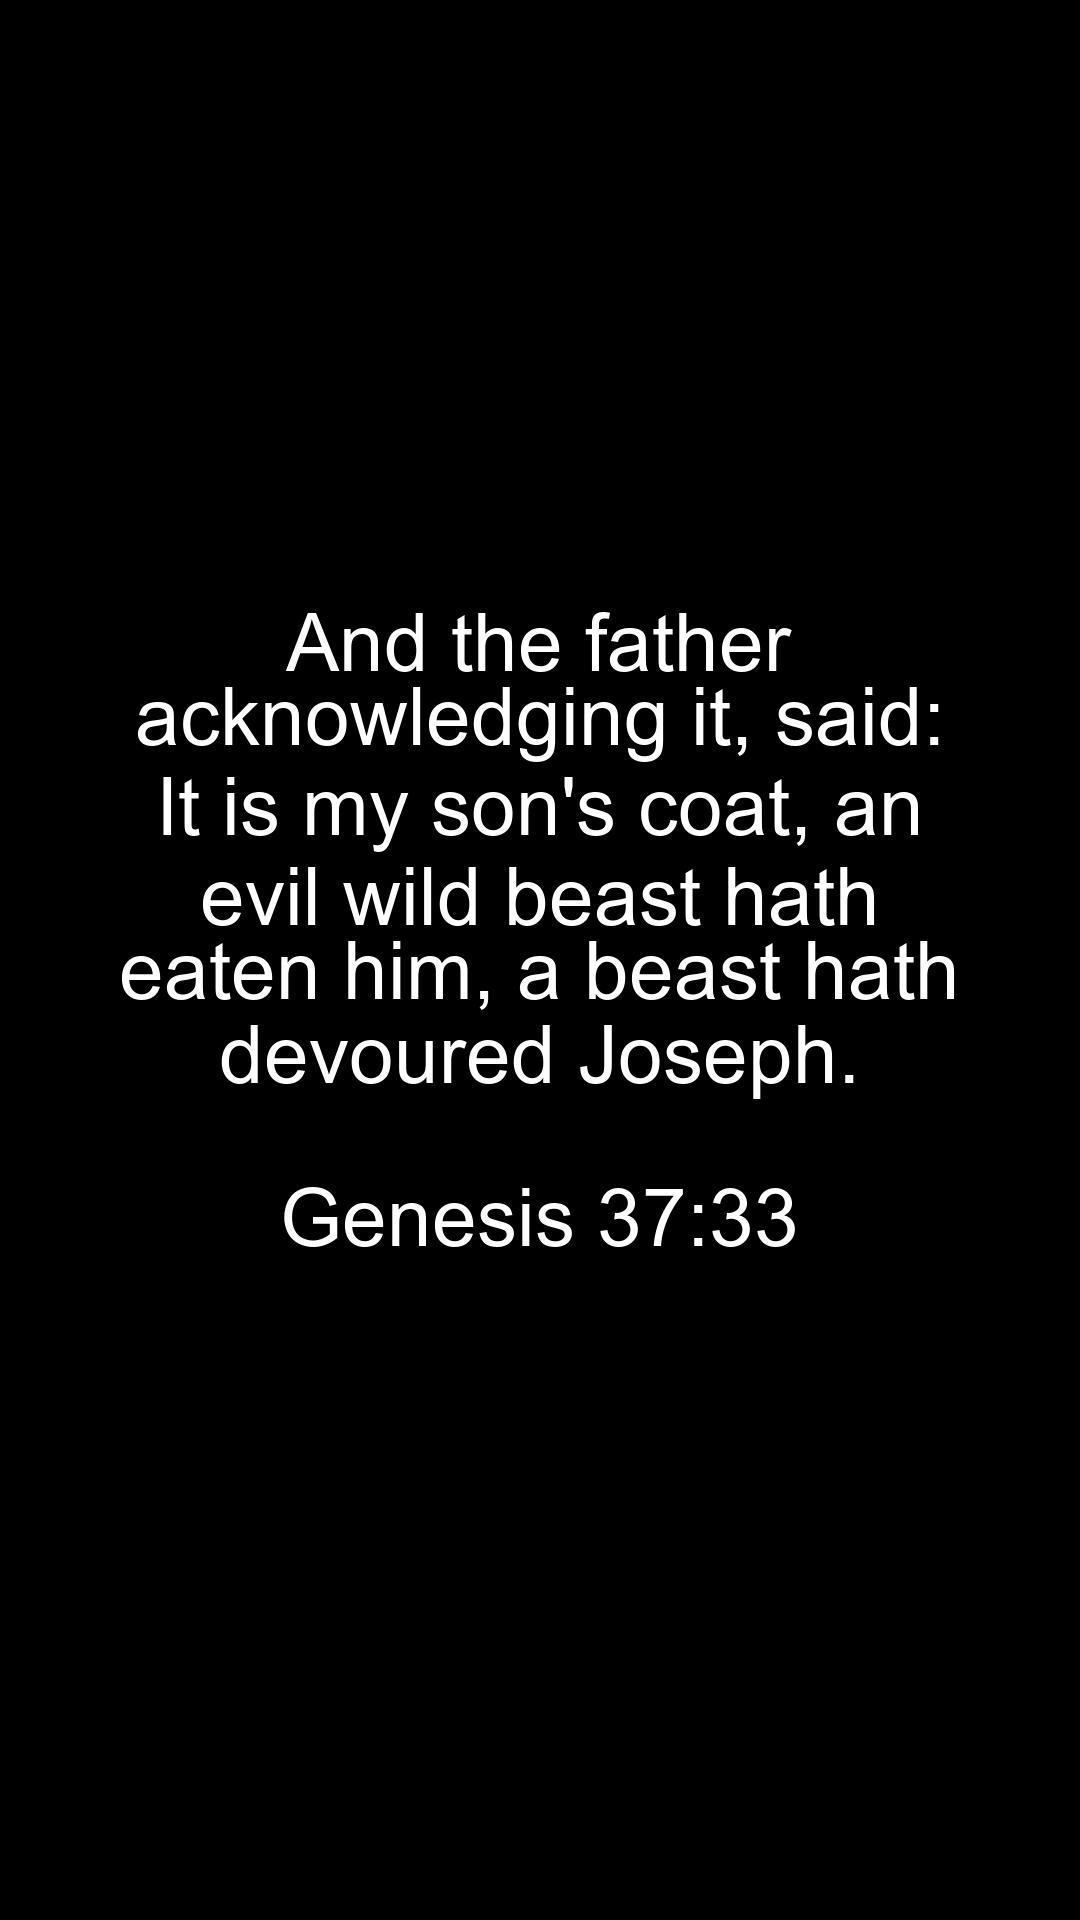 And the father
acknowledging it, said:
It is my son's coat, an
evil wild beast hath
eaten him, a beast hath
devoured Joseph.
Genesis 37:33